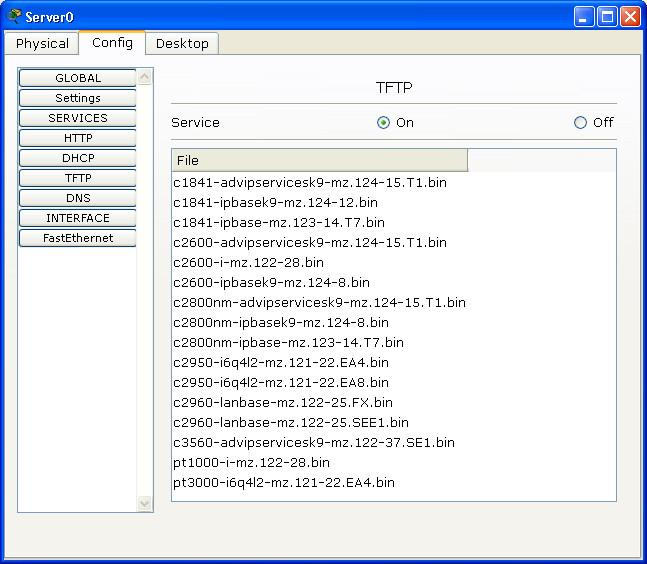 Server0
Physical Config Desktop
GLOBAL
Settings
SERVICES
HTTP
DHCP
TFTP
DNS
INTERFACE
FastEthernet
TFTP
Service On Off
File
c1841-advipservicesk9-mz.124-15.T1.bin
c1841-ipbasek9-mz.124-12.bin
c1841-ipbase-mz.123-14.T7.bin
c2600-advipservicesk9-mz.124-15.T1.bin
c2600-i-mz.122-28.bin
c2600-ipbasek9-mz.124-8.bin
c2800nm-advipservicesk9-mz.124-15.T1.bin
c2800nm-ipbasek9-mz.124-8.bin
c2800nm-ipbase-mz.123-14.T7.bin
c2950-i6q4l2-mz.121-22.EA4.bin
c2950-i6q4l2-mz.121-22.EA8.bin
c2960-lanbase-mz.122-25.FX.bin
c2960-lanbase-mz.122-25.SEE1.bin
c3560-advipservicesk9-mz.122-37.SE1.bin
pt1000-i-mz.122-28.bin
pt3000-i6q4l2-mz.121-22.EA4.bin